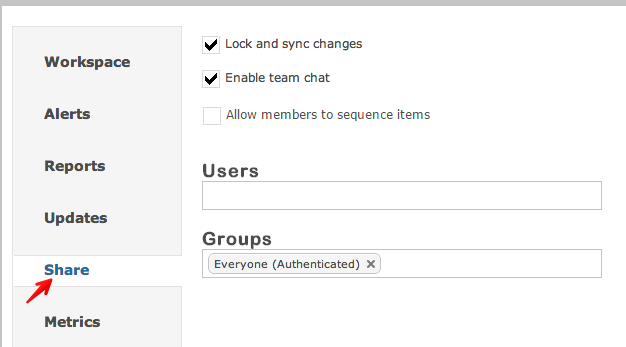 Workspace
Alerts
Reports
Updates
Share
Metrics
Lock and sync changes
Enable team chat
Allow members to sequence items
Users
Groups
Everyone (Authenticated)